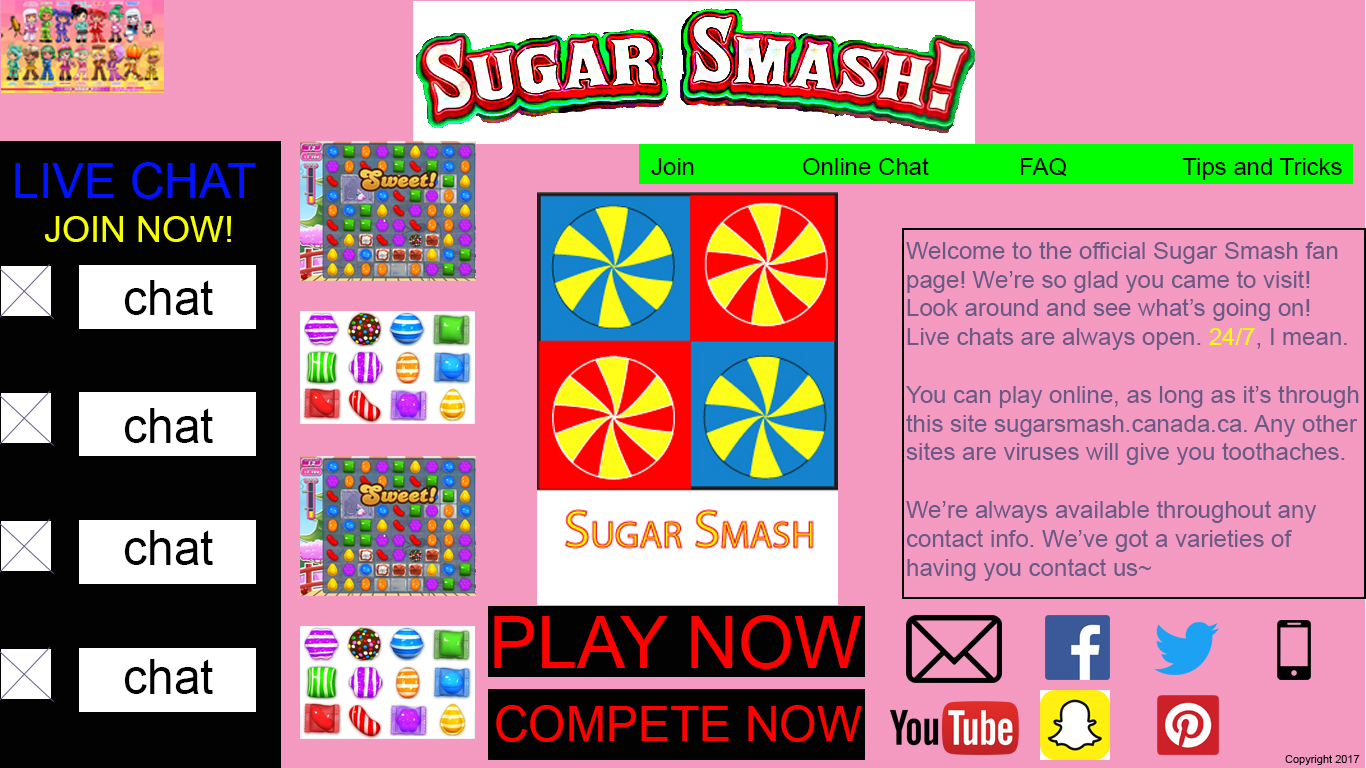 SUGAR SMASH!
Join Online Chat FAQ Tips and Tricks
LIVE CHAT
JOIN NOW!
chat
chat
chat
chat
Sweet!
Sweet!
SUGAR SMASH
PLAY NOW
COMPETE NOW
Welcome to the official Sugar Smash fan
page! We’re so glad you came to visit!
Look around and see what’s going on!
Live chats are always open. 24/7, I mean.
You can play online, as long as it’s through
this site sugarsmash.canada.ca. Any other
sites are viruses will give you toothaches.
We’re always available throughout any
contact info. We’ve got a varieties of
having you contact us~
YouTube
Copyright 2017